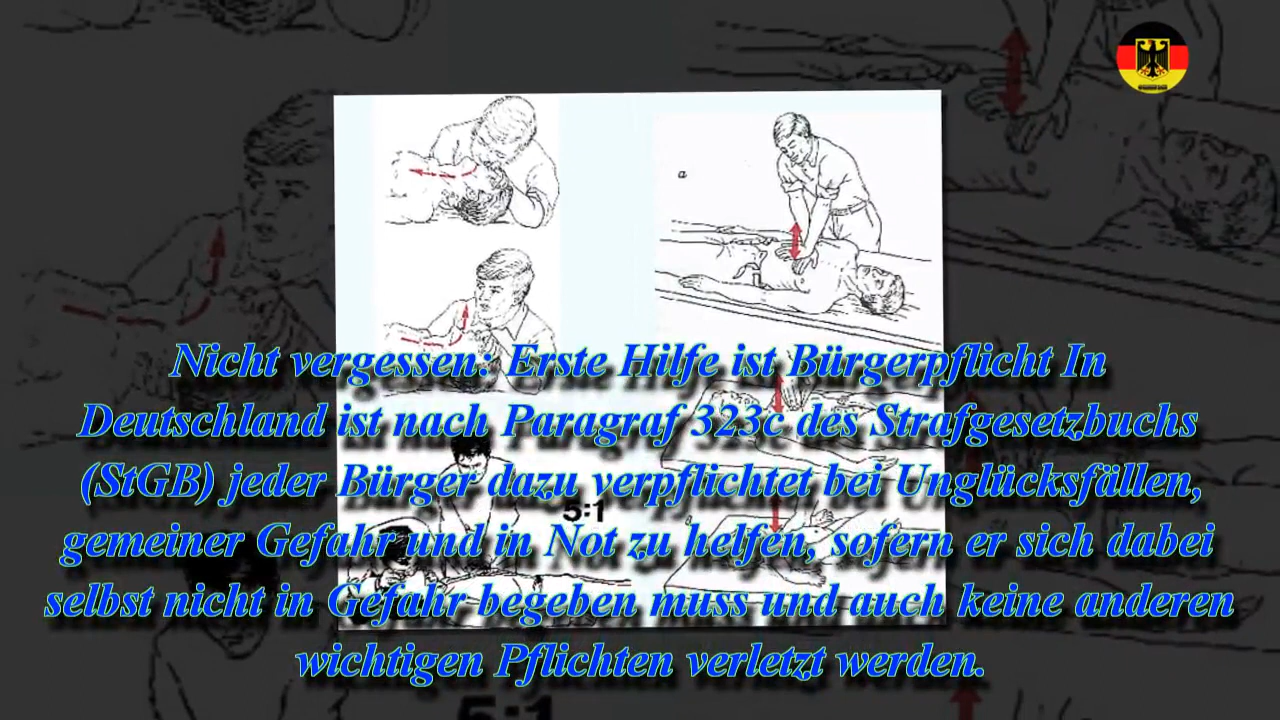 a
Nicht vergessen: Erste Hilfe ist Bürgerpflicht In
Deutschland ist nach Paragraf 323c des Strafgesetzbuchs
(StGB) jeder Bürger dazu verpflichtet bei Unglücksfällen,
5:1
gemeiner Gefahr und in Not zu helfen, sofern er sich dabei
selbst nicht in Gefahr begeben muss und auch keine anderen
wichtigen Pflichten verletzt werden.
5:1